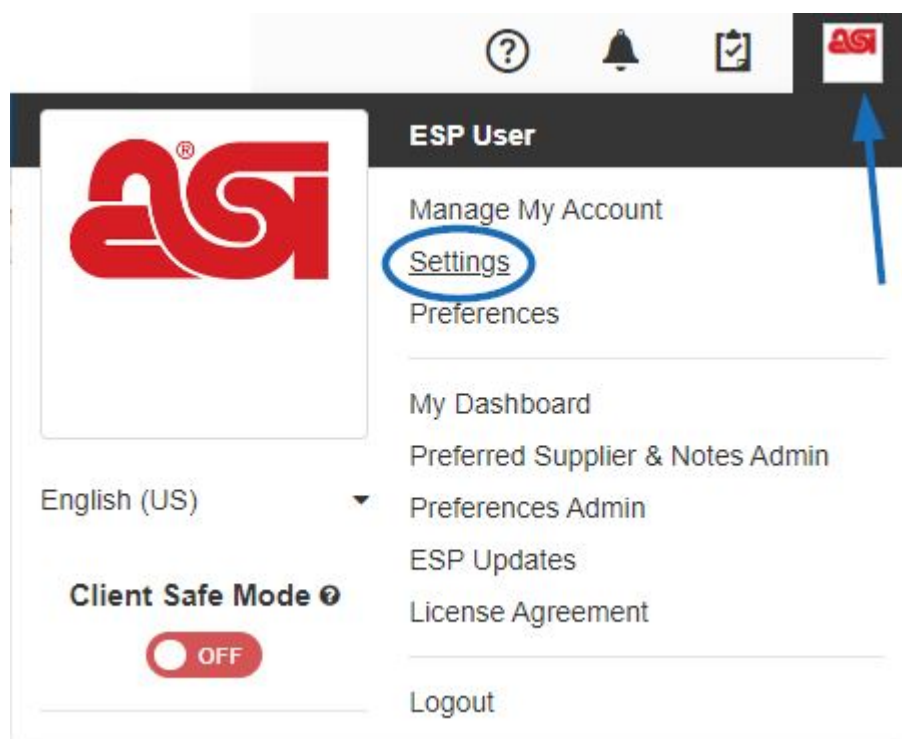 asi
ESP User
asi®
Manage My Account
Settings
Preferences
My Dashboard
Preferred Supplier & Notes Admin
English (US)
Preferences Admin
ESP Updates
Client Safe Mode
License Agreement
OFF
Logout